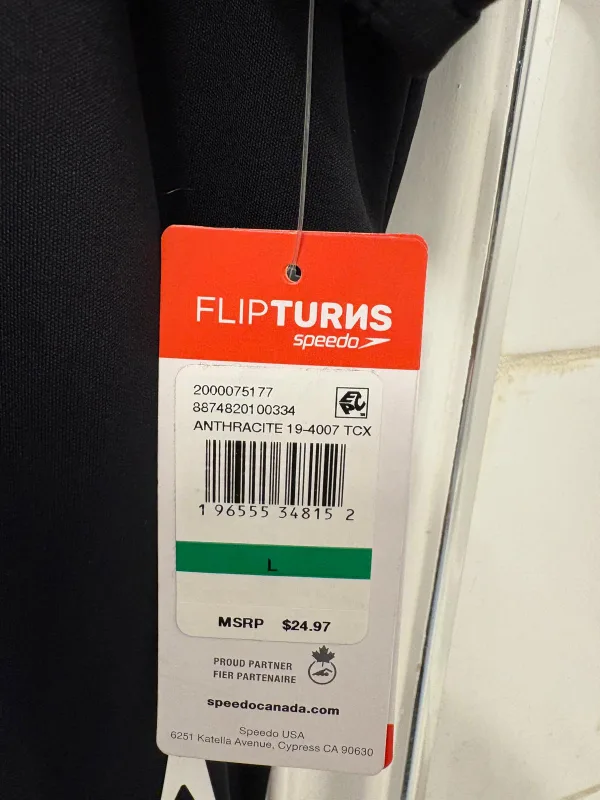 FLIPTURNS
speedo
2000075177
8874820100334
ANTHRACITE 19-4007 TCX
1 96555 34815 2
L
MSRP $24.97
PROUD PARTNER
FIER PARTENAIRE
speedocanada.com
Speedo USA
6251 Katella Avenue, Cypress CA 90630